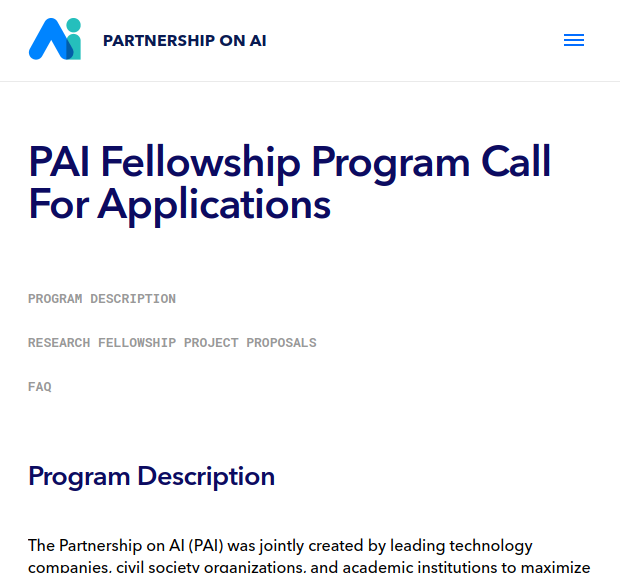 PARTNERSHIP ON AI
PAI Fellowship Program Call
For Applications
PROGRAM DESCRIPTION
RESEARCH FELLOWSHIP PROJECT PROPOSALS
FAQ
Program Description
The Partnership on AI (PAI) was jointly created by leading technology
companies, civil society organizations, and academic institutions to maximize